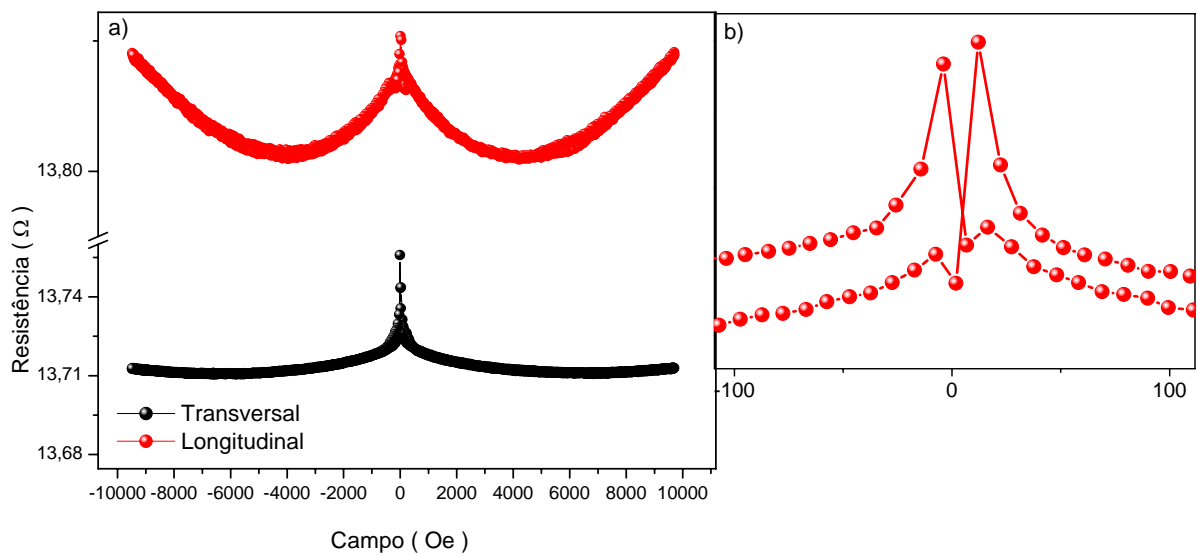 a)
b)
Resistência ( Ω )
13,80
13,74
13,71
13,68
Transversal
Longitudinal
-10000 -8000 -6000 -4000 -2000 0 2000 4000 6000 8000 10000
Campo ( Oe )
-100 0 100